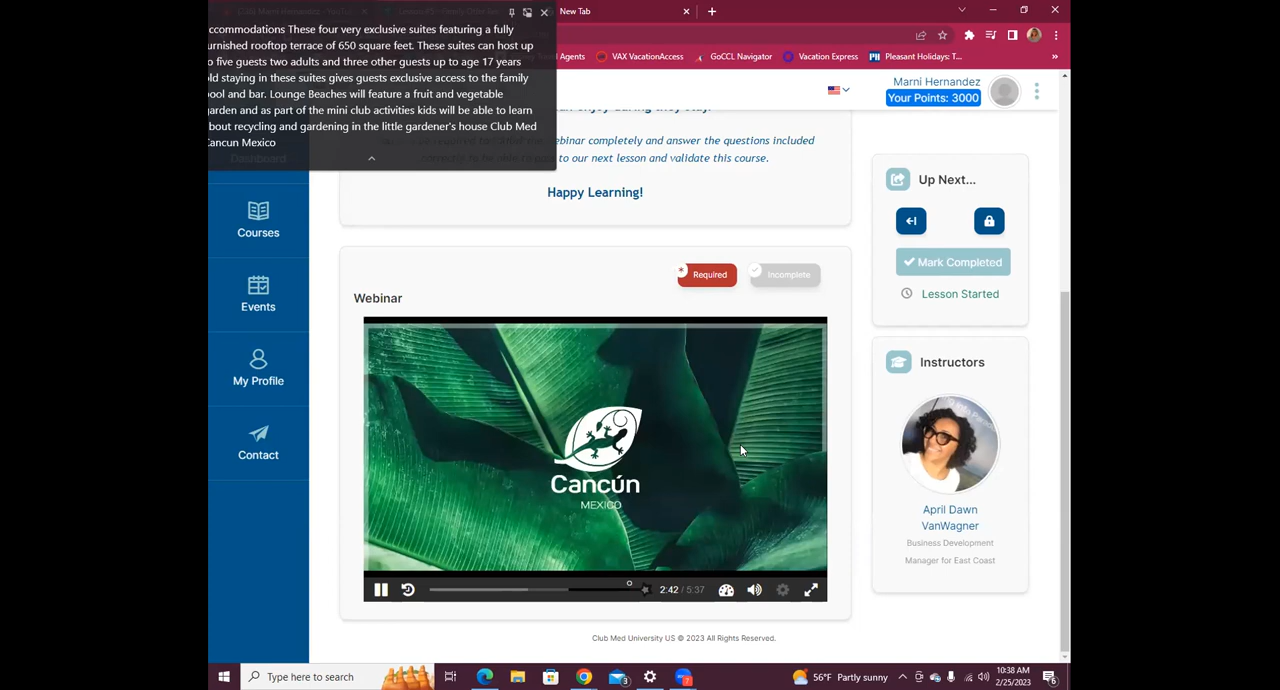 New Tab
ccommodations These four very exclusive suites featuring a fully
urnished rooftop terrace of 650 square feet. These suites can host up
o five guests two adults and three other guests up to age 17 years
ld staying in these suites gives guests exclusive access to the family
ool and bar. Lounge Beaches will feature a fruit and vegetable
garden and as part of the mini club activities kids will be able to learn
bout recycling and gardening in the little gardener's house Club Med
Cancun Mexico
Agents
VAX VacationAccess
GoCCL Navigator
Vacation Express
Pleasant Holidays: T...
»
Marni Hernandez
Your Points: 3000
ebinar completely and answer the questions included
to our next lesson and validate this course.
Happy Learning!
Dashboard
Courses
Events
My Profile
Contact
Required
Incomplete
Webinar
Cancún
MEXICO
2:42 / 5:37
Up Next...
Mark Completed
Lesson Started
Instructors
April Dawn
VanWagner
Business Development
Manager for East Coast
Club Med University US © 2023 All Rights Reserved.
Type here to search
56°F Partly sunny
10:38 AM
2/25/2023